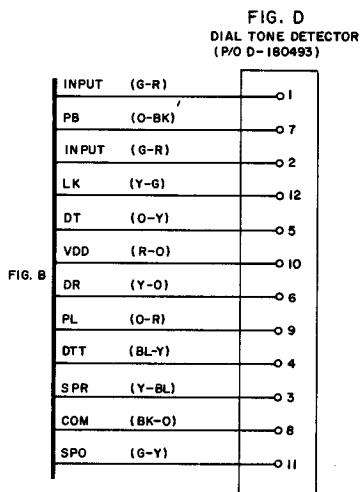 FIG. D
DIAL TONE DETECTOR
(P/O D-180493)
INPUT (G-R) 1
PB (O-BK) 7
INPUT (G-R) 2
LK (Y-G) 12
DT (O-Y) 5
VDD (R-O) 10
FIG. B
DR (Y-O) 6
PL (O-R) 9
DTT (BL-Y) 4
SPR (Y-BL) 3
COM (BK-O) 8
SPO (G-Y) 11